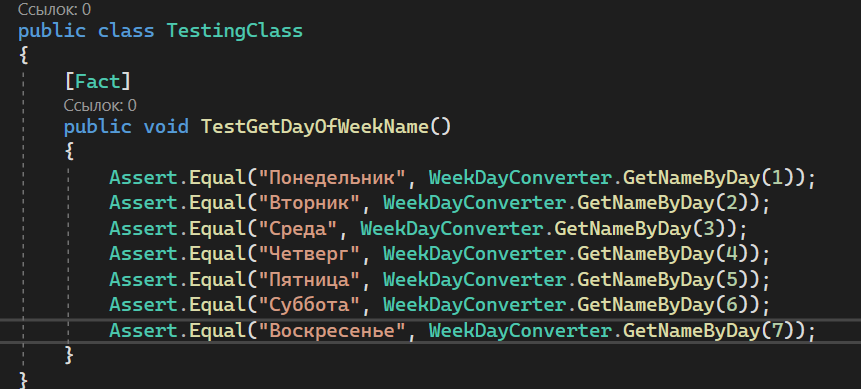 Ссылок: 0
public class TestingClass
{
[Fact]
Ссылок: 0
public void TestGetDayOfWeekName()
{
Assert.Equal("Понедельник", WeekDayConverter.GetNameByDay(1));
Assert.Equal("Вторник", WeekDayConverter.GetNameByDay(2));
Assert.Equal("Среда", WeekDayConverter.GetNameByDay(3));
Assert.Equal("Четверг", WeekDayConverter.GetNameByDay(4));
Assert.Equal("Пятница", WeekDayConverter.GetNameByDay(5));
Assert.Equal("Суббота", WeekDayConverter.GetNameByDay(6));
Assert.Equal("Воскресенье", WeekDayConverter.GetNameByDay(7));
}
}